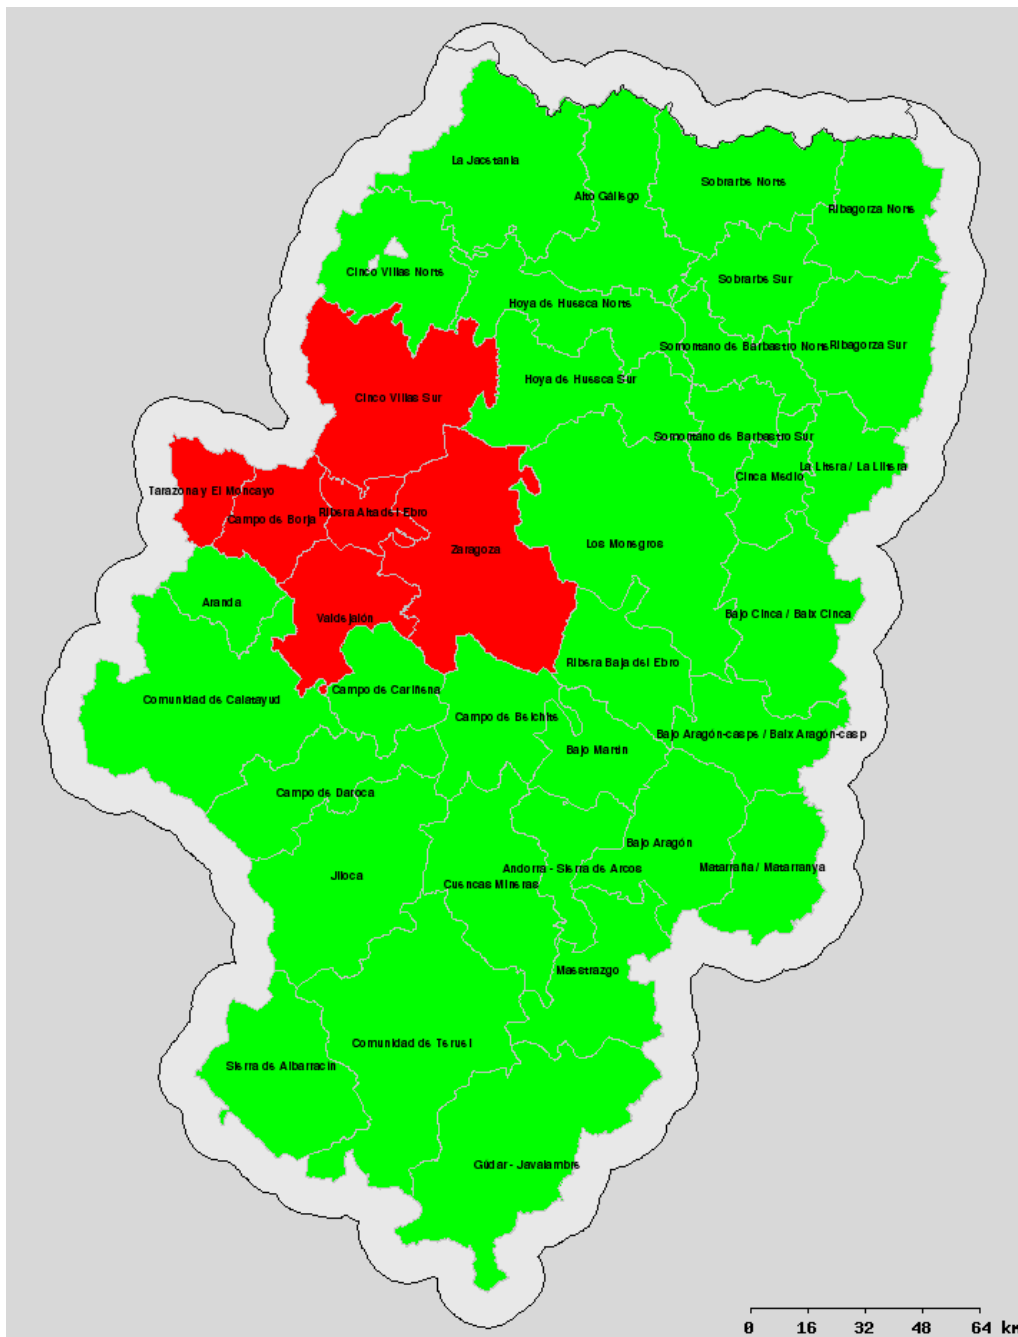 La Jacetania
Alto Gállego
Sobrarbe Norte
Ribagorza Norte
Cinco Villas Norte
Sobrarbe Sur
Hoya de Huesca Norte
Somontano de Barbastro Norte
Ribagorza Sur
Hoya de Huesca Sur
Cinco Villas Sur
Somontano de Barbastro Sur
La Litera / La Llitera
Cinca Medio
Tarazona y El Moncayo
Campo de Borja
Ribera Alta del Ebro
Zaragoza
Los Monegros
Aranda
Valdejalón
Bajo Cinca / Baix Cinca
Ribera Baja del Ebro
Comunidad de Calatayud
Campo de Cariñena
Campo de Belchite
Bajo Aragón-caspe / Baix Aragón-casp
Bajo Martín
Campo de Daroca
Bajo Aragón
Jiloca
Andorra - Sierra de Arcos
Matarraña / Matarranya
Cuencas Mineras
Maestrazgo
Comunidad de Teruel
Sierra de Albarracín
Gúdar - Javalambre
0 16 32 48 64 km